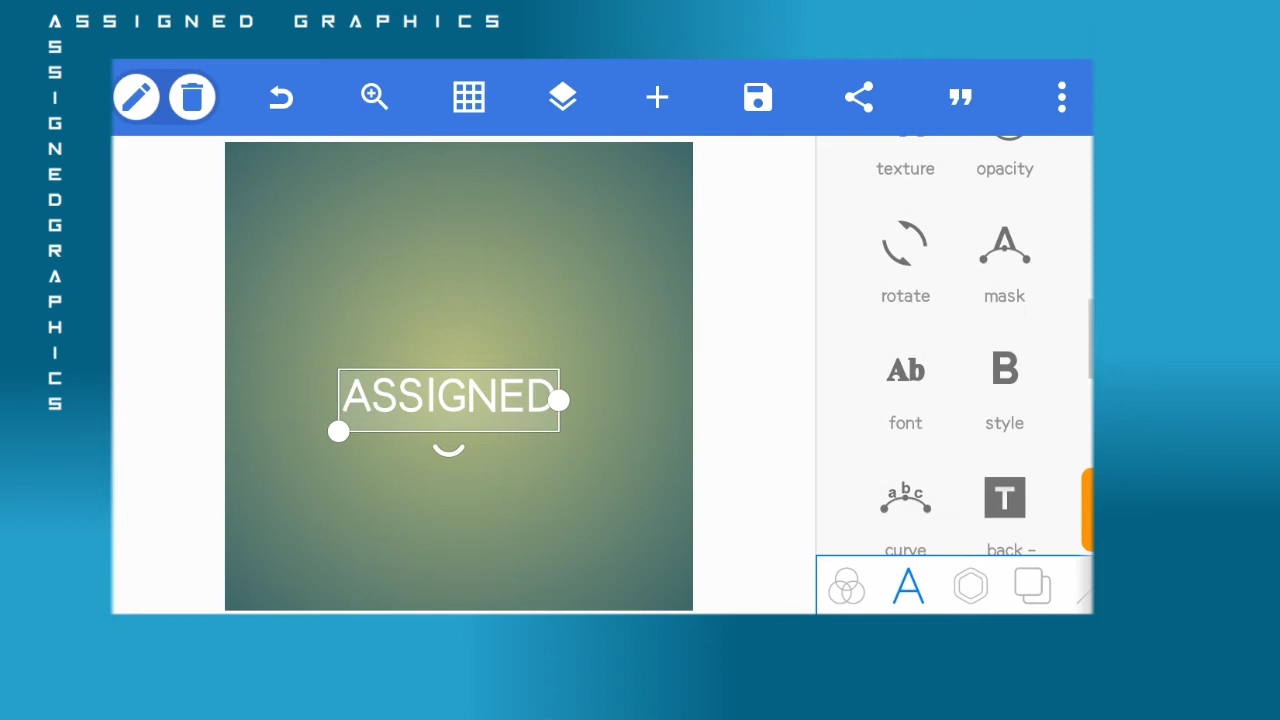 ASSIGNED GRAPHICS
ASSIGNEDGRAPHICS
texture
opacity
rotate
mask
ASSIGNED
Ab
B
font
style
abc
T
curve
back -
A